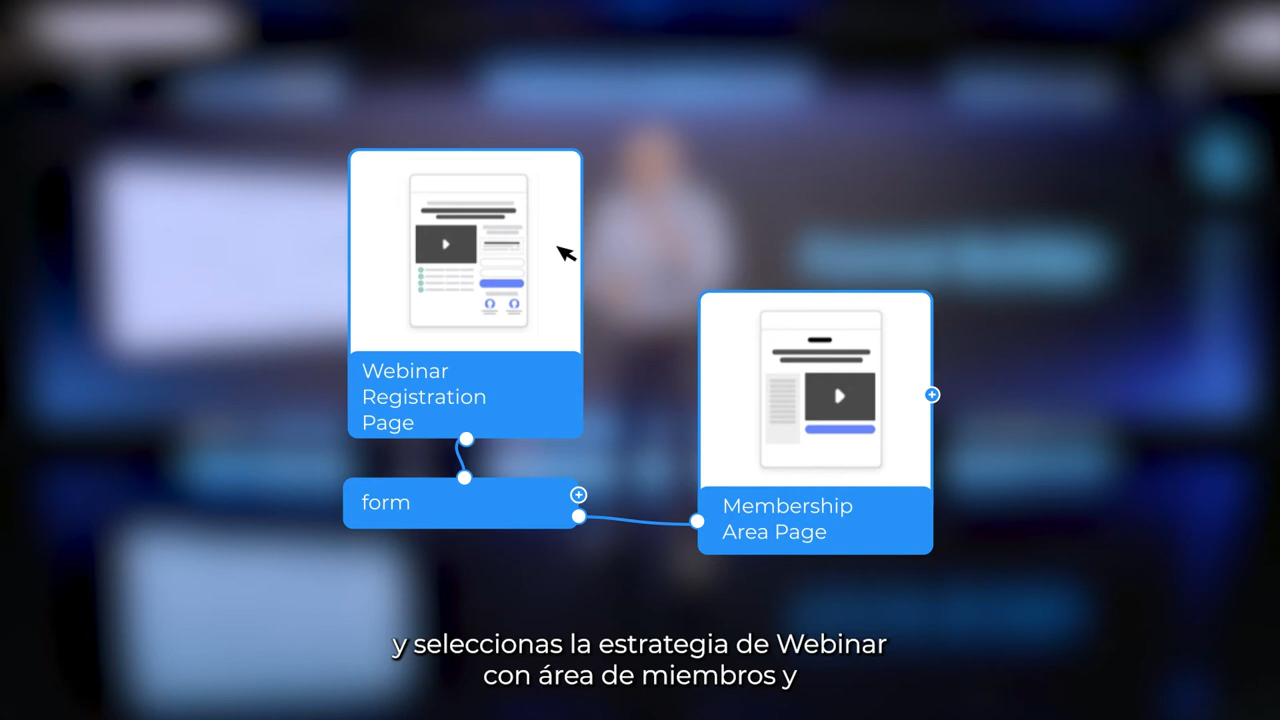 Webinar
Registration
Page
form
Membership
Area Page
y seleccionas la estrategia de Webinar
con área de miembros y